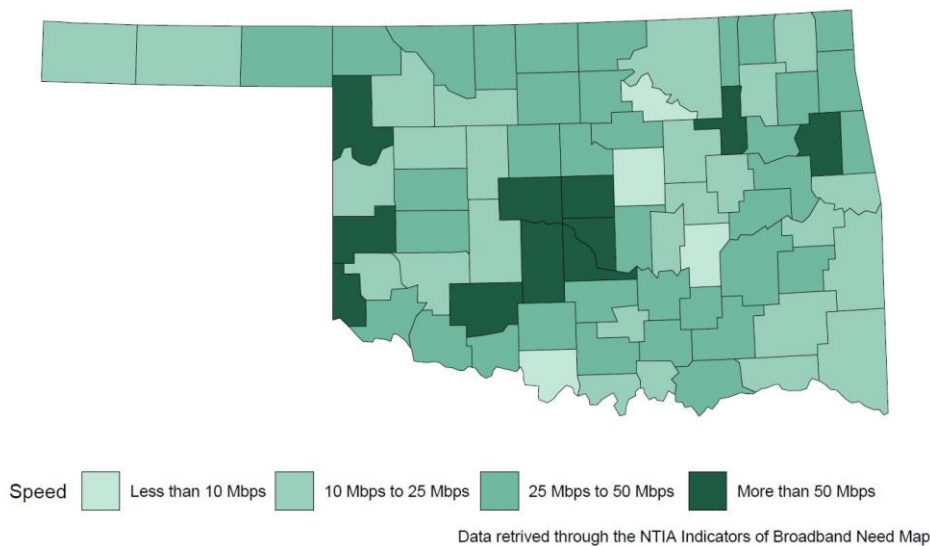 Speed Less than 10 Mbps 10 Mbps to 25 Mbps 25 Mbps to 50 Mbps More than 50 Mbps
Data retrived through the NTIA Indicators of Broadband Need Map